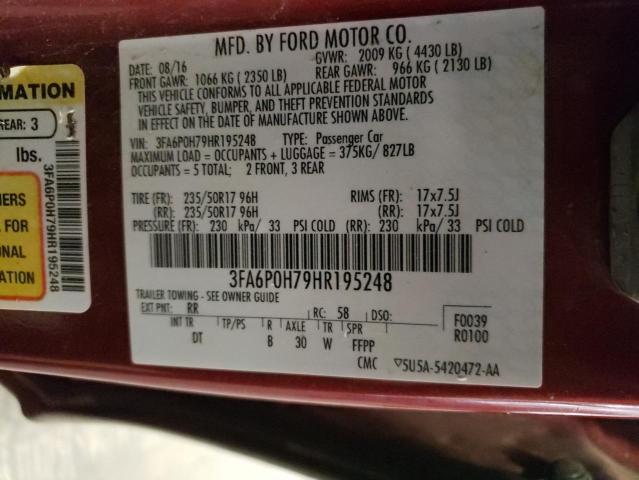 MFD. BY FORD MOTOR CO.
DATE: 08/16 GVWR: 2009 KG (4430 LB)
FRONT GAWR: 1066 KG (2350 LB) REAR GAWR: 966 KG (2130 LB)
THIS VEHICLE CONFORMS TO ALL APPLICABLE FEDERAL MOTOR
VEHICLE SAFETY, BUMPER, AND THEFT PREVENTION STANDARDS
IN EFFECT ON THE DATE OF MANUFACTURE SHOWN ABOVE.
VIN: 3FA6P0H79HR195248 TYPE: Passenger Car
MAXIMUM LOAD = OCCUPANTS + LUGGAGE = 375KG/ 827LB
OCCUPANTS = 5 TOTAL; 2 FRONT, 3 REAR
TIRE (FR): 235/50R17 96H RIMS (FR): 17x7.5J
(RR): 235/50R17 96H (RR): 17x7.5J
PRESSURE (FR): 230 kPa/ 33 PSI COLD (RR): 230 kPa/ 33 PSI COLD
3FA6P0H79HR195248
TRAILER TOWING - SEE OWNER GUIDE
EXT PNT: RR RC: 58 DSO:
INT TR TP/PS R AXLE TR SPR
DT B 30 W FFPP
F0039
R0100
CMC ▽5U5A-5420472-AA
RMATION
REAR: 3
lbs.
3FA6P0H79HR195248
FOR
ONAL
ATION